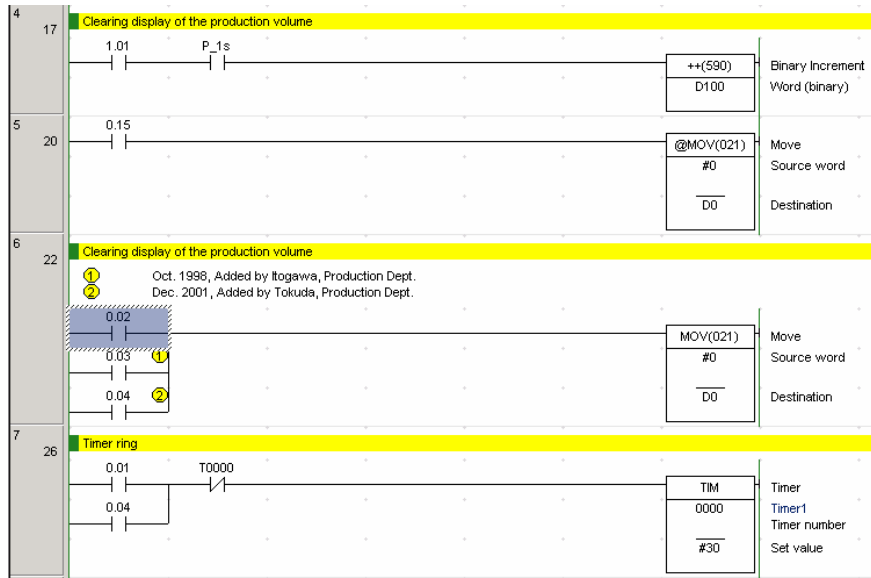 4
17
Clearing display of the production volume
1.01 P_1s
++(590) Binary Increment
D100 Word (binary)
5
20
0.15
@MOV(021) Move
#0 Source word
D0 Destination
6
22
Clearing display of the production volume
1 Oct. 1998, Added by Itogawa, Production Dept.
2 Dec. 2001, Added by Tokuda, Production Dept.
0.02
MOV(021) Move
0.03 1 #0 Source word
0.04 2 D0 Destination
7
26
Timer ring
0.01 T0000
TIM Timer
0.04 0000 Timer1
Timer number
#30 Set value